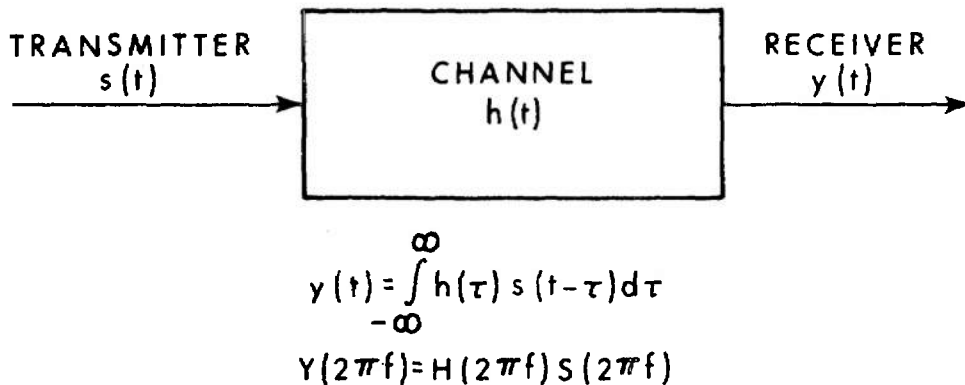 TRANSMITTER
s(t)
CHANNEL
h(t)
RECEIVER
y(t)
y(t)=∫_{-∞}^{∞} h(τ) s(t-τ)dτ
Y(2πf)=H(2πf)S(2πf)